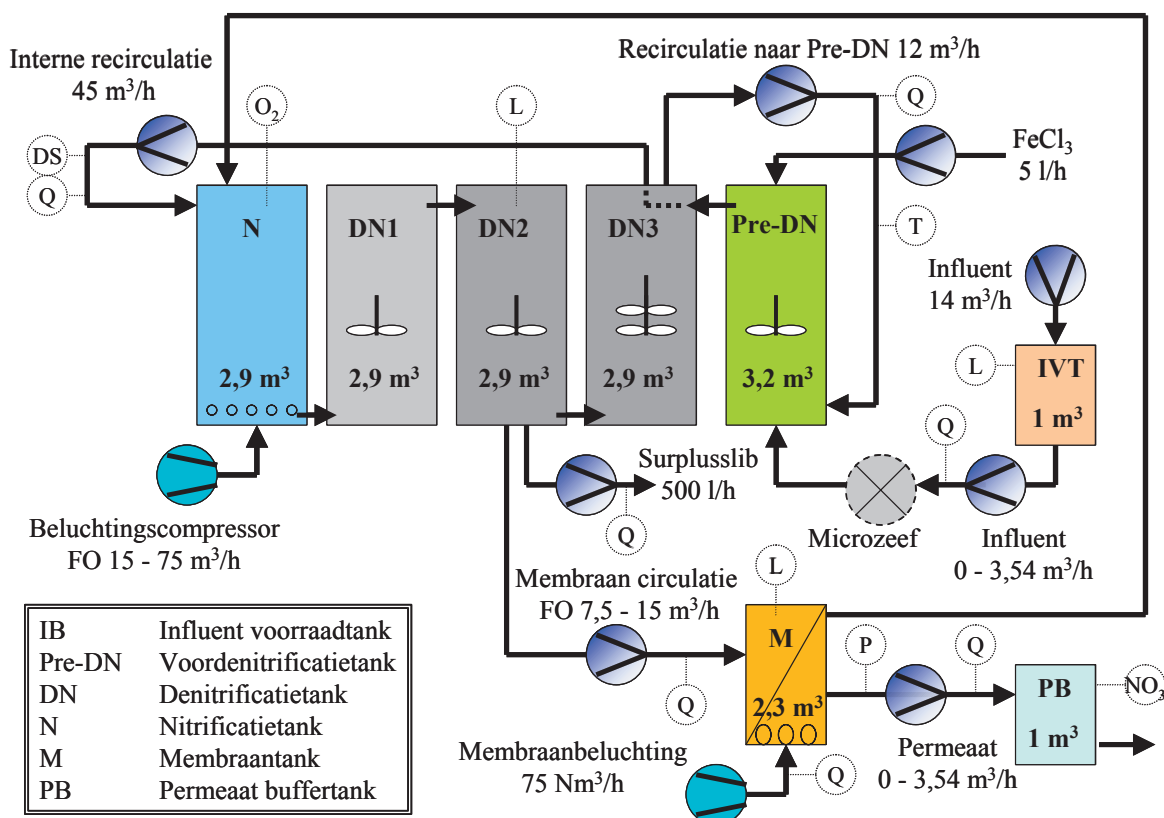 Interne recirculatie
45 m³/h
Recirculatie naar Pre-DN 12 m³/h
O₂
L
Q
DS
Q
FeCl₃
5 l/h
N
DN1
DN2
DN3
Pre-DN
T
Influent
14 m³/h
2,9 m³
2,9 m³
2,9 m³
2,9 m³
3,2 m³
L
IVT
1 m³
Q
Beluchtingscompressor
FO 15 - 75 m³/h
Surplusslib
500 l/h
Q
Microzeef
Influent
0 - 3,54 m³/h
Membraan circulatie
FO 7,5 - 15 m³/h
Q
L
M
2,3 m³
P
Q
PB
1 m³
NO₃
Membraanbeluchting
75 Nm³/h
Q
Permeaat
0 - 3,54 m³/h
IB Influent voorraadtank
Pre-DN Voordenitrificatietank
DN Denitrificatietank
N Nitrificatietank
M Membraantank
PB Permeaat buffertank